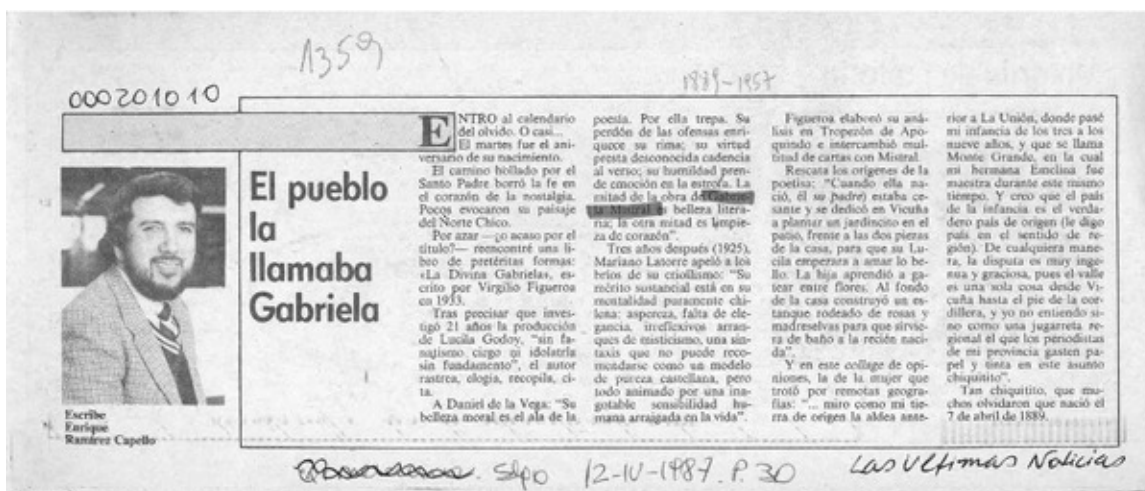 1359
1889-1957
000201010
El pueblo
la
llamaba
Gabriela
Escribe
Enrique
Ramírez Capello
ENTRO al calendario
del olvido. O casi...
El martes fue el ani-
versario de su nacimiento.
El camino hollado por el
Santo Padre borró la fe en
el corazón de la nostalgia.
Pocos evocaron su paisaje
del Norte Chico.
Por azar —¿o acaso por el
título?— reencontré una li-
bro de pretéritas formas:
«La Divina Gabriela», es-
crito por Virgilio Figueroa
en 1933.
Tras precisar que inves-
tigó 21 años la producción
de Lucila Godoy, "sin fa-
natismo ciego ni idolatría
sin fundamento", el autor
rastrea, elogia, recopila, ci-
ta.
A Daniel de la Vega: "Su
belleza moral es el ala de la
poesía. Por ella trepa. Su
perdón de las ofensas enri-
quece su rima; su virtud
presta desconocida cadencia
al verso; su humildad pren-
de emoción en la estrofa. La
mitad de la obra de Gabrie-
la Mistral es belleza litera-
ria; la otra mitad es limpie-
za de corazón".
Tres años después (1925),
Mariano Latorre apeló a los
bríos de su criollismo: "Su
mérito sustancial está en su
mentalidad puramente chi-
lena: aspereza, falta de ele-
gancia, irreflexivos arran-
ques de misticismo, una sin-
taxis que no puede reco-
mendarse como un modelo
de pureza castellana, pero
todo animado por una ina-
gotable sensibilidad hu-
mana arraigada en la vida".
Figueroa elaboró su aná-
lisis en Tropezón de Apo-
quindo e intercambió mul-
titud de cartas con Mistral.
Rescata los orígenes de la
poetisa: "Cuando ella na-
ció, él su padre) estaba ce-
sante y se dedicó en Vicuña
a plantar un jardincito en el
patio, frente a las dos piezas
de la casa, para que su Lu-
cila empezara a amar lo be-
llo. La hija aprendió a ga-
tear entre flores. Al fondo
de la casa construyó un es-
tanque rodeado de rosas y
madreselvas para que sirvie-
ra de baño a la recién naci-
da".
Y en este collage de opi-
niones, la de la mujer que
trotó por remotas geogra-
fías: "... miro como mi tie-
rra de origen la aldea ante-
rior a La Unión, donde pasé
mi infancia de los tres a los
nueve años, y que se llama
Monte Grande, en la cual
mi hermana Emelina fue
maestra durante este mismo
tiempo. Y creo que el país
de la infancia es el verda-
dero país de origen (le digo
país en el sentido de re-
gión). De cualquiera mane-
ra, la disputa es muy inge-
nua y graciosa, pues el valle
es una sola cosa desde Vi-
cuña hasta el pie de la cor-
dillera, y yo no entiendo si-
no como una jugarreta re-
gional el que los periodistas
de mi provincia gasten pa-
pel y tinta en este asunto
chiquitito".
Tan chiquitito, que mu-
chos olvidaron que nació el
7 de abril de 1889.
Stgo 12-IV-1987. P. 30 Las Ultimas Noticias